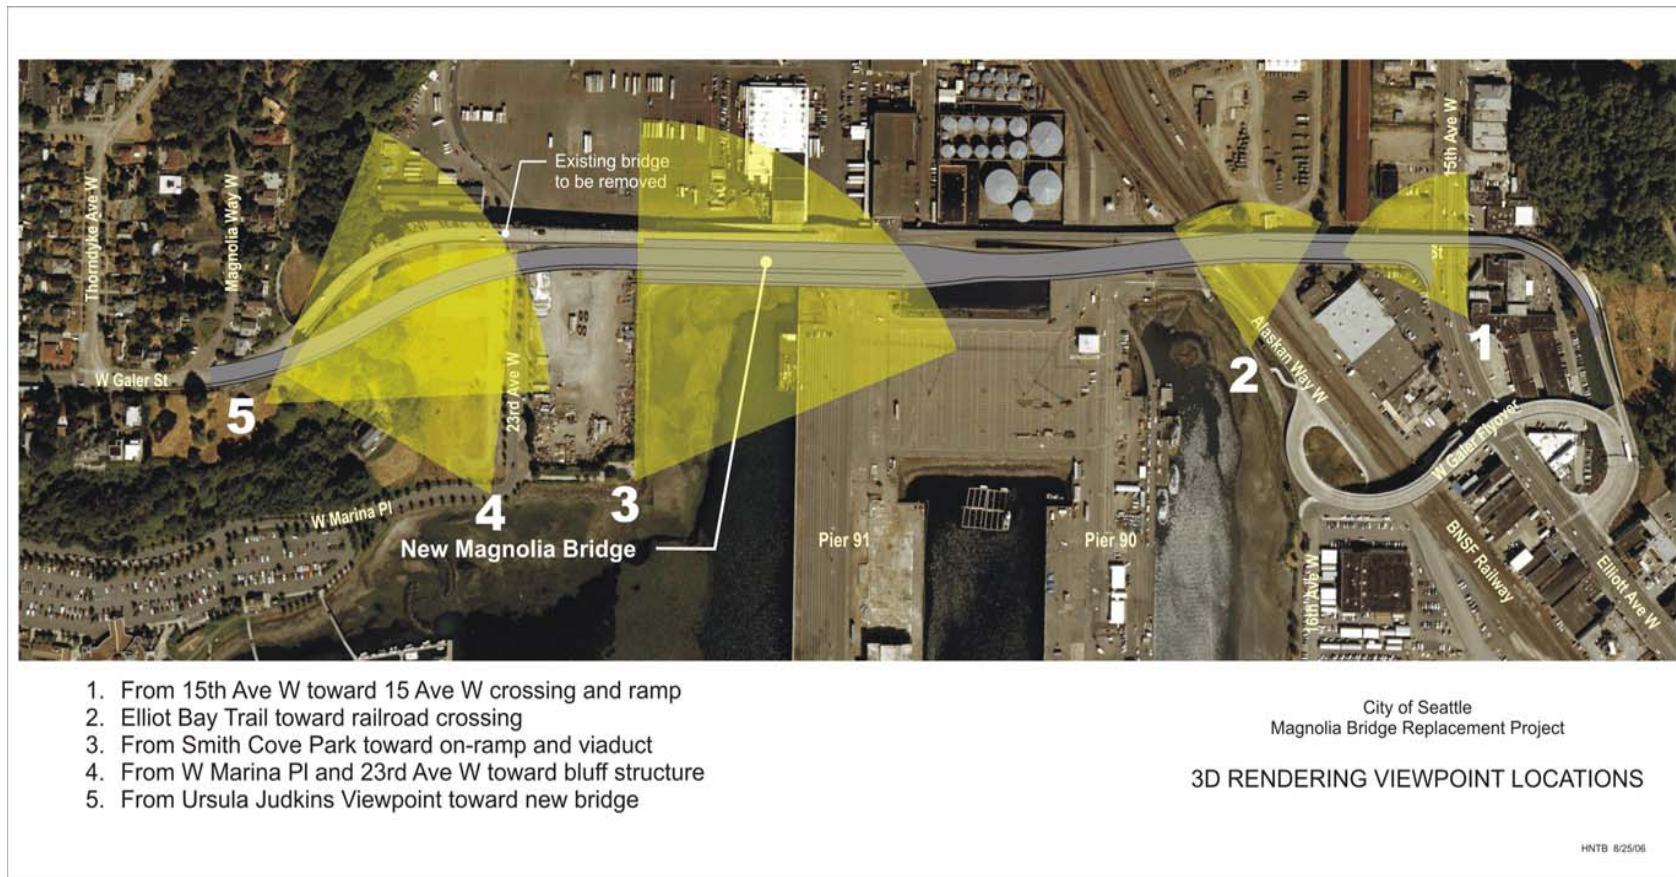 Existing bridge
to be removed
Thorndyke Ave W
Magnolia Way W
15th Ave W
St
W Galer St
23rd Ave W
Alaskan Way W
W Galer Flyover
1
2
3
4
5
W Marina Pl
New Magnolia Bridge
Pier 91
Pier 90
16th Ave W
BNSF Railway
Elliott Ave W
1. From 15th Ave W toward 15 Ave W crossing and ramp
2. Elliot Bay Trail toward railroad crossing
3. From Smith Cove Park toward on-ramp and viaduct
4. From W Marina Pl and 23rd Ave W toward bluff structure
5. From Ursula Judkins Viewpoint toward new bridge
City of Seattle
Magnolia Bridge Replacement Project
3D RENDERING VIEWPOINT LOCATIONS
HNTB 8/25/06